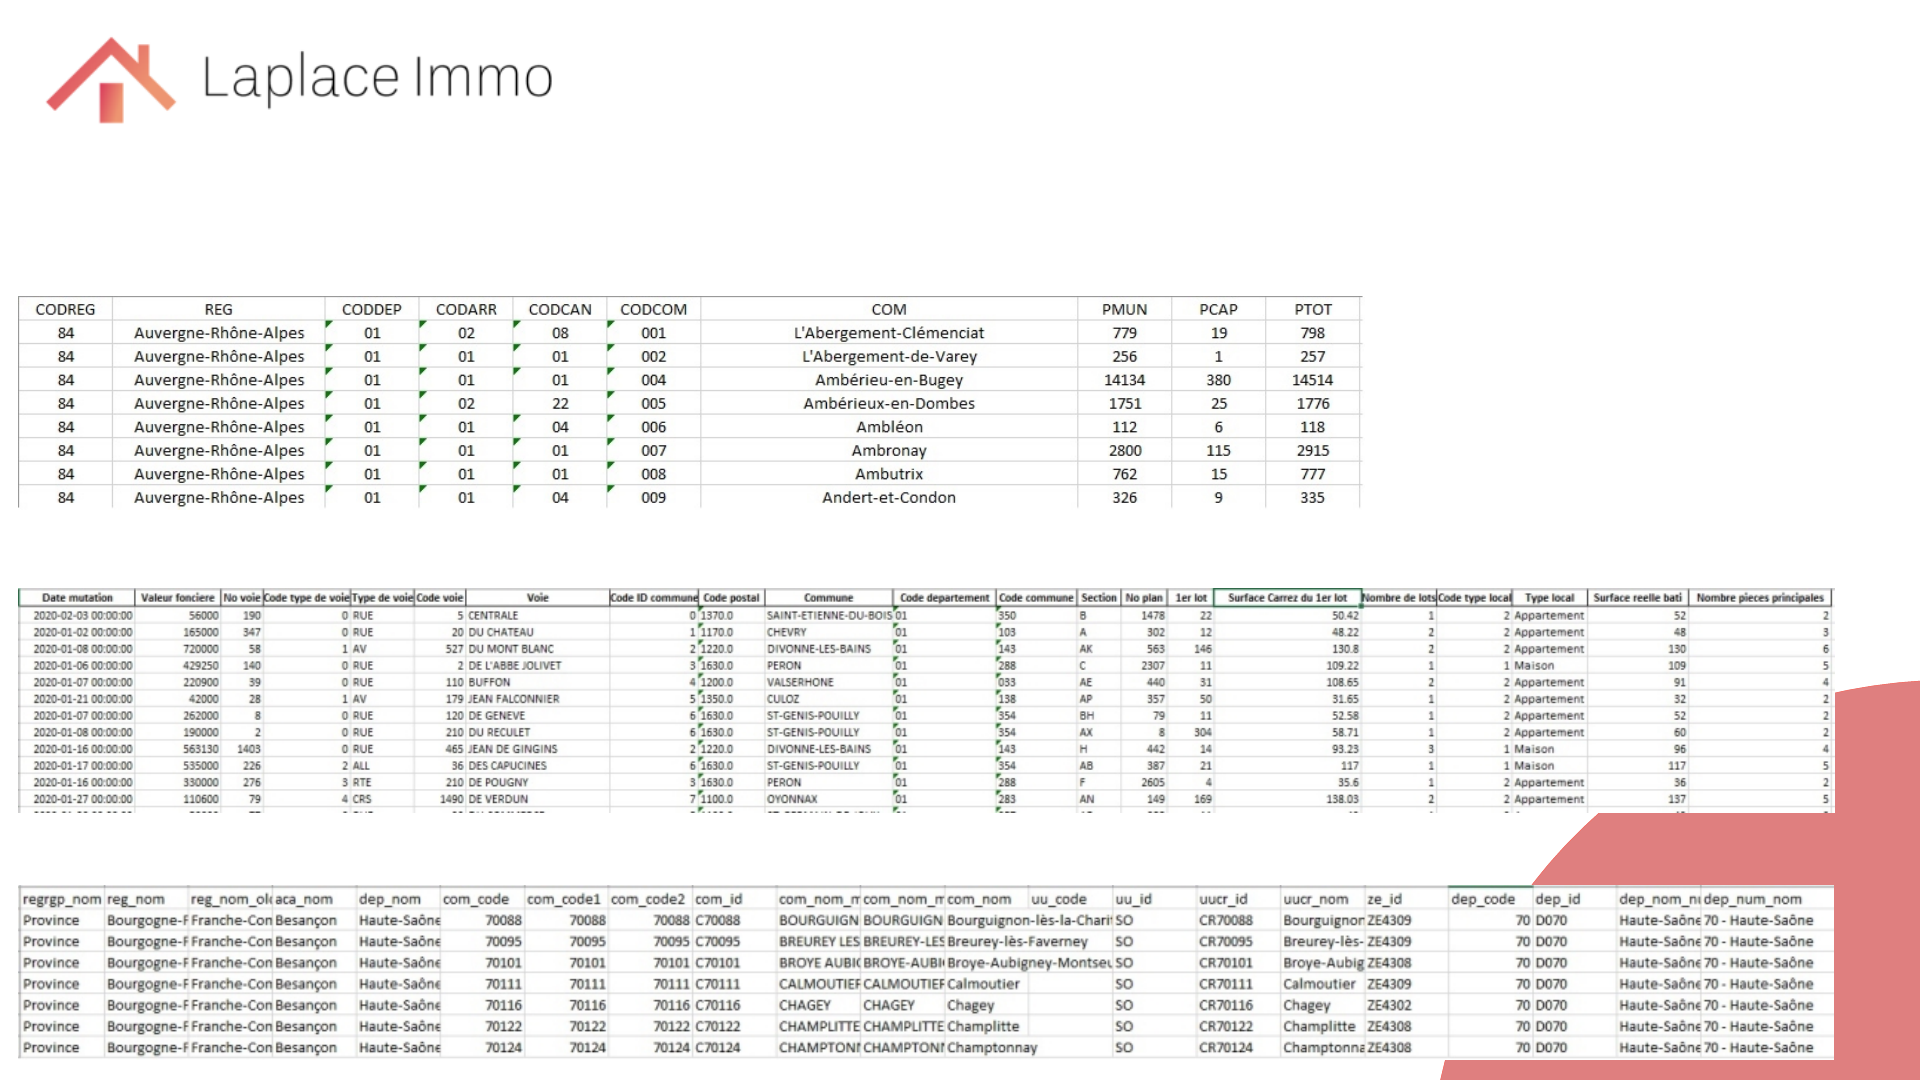 Laplace Immo
CODREG REG CODDEP CODARR CODCAN CODCOM COM PMUN PCAP PTOT
84 Auvergne-Rhône-Alpes 01 02 08 001 L'Abergement-Clémenciat 779 19 798
84 Auvergne-Rhône-Alpes 01 01 01 002 L'Abergement-de-Varey 256 1 257
84 Auvergne-Rhône-Alpes 01 01 01 004 Ambérieu-en-Bugey 14134 380 14514
84 Auvergne-Rhône-Alpes 01 02 22 005 Ambérieux-en-Dombes 1751 25 1776
84 Auvergne-Rhône-Alpes 01 01 04 006 Ambléon 112 6 118
84 Auvergne-Rhône-Alpes 01 01 01 007 Ambronay 2800 115 2915
84 Auvergne-Rhône-Alpes 01 01 01 008 Ambutrix 762 15 777
84 Auvergne-Rhône-Alpes 01 01 04 009 Andert-et-Condon 326 9 335
Date mutation Valeur fonciere No voie Code type de voie Type de voie Code voie Voie Code ID commune Code postal Commune Code departement Code commune Section No plan 1er lot Surface Carrez du 1er lot Nombre de lots Code type local Type local Surface reelle bati Nombre pieces principales
2020-02-03 00:00:00 56000 190 0 RUE 5 CENTRALE 0 1370.0 SAINT-ETIENNE-DU-BOIS 01 350 B 1478 22 50.42 1 2 Appartement 52 2
2020-01-02 00:00:00 165000 347 0 RUE 20 DU CHATEAU 1 1170.0 CHEVRY 01 103 A 302 12 48.22 2 2 Appartement 48 3
2020-01-08 00:00:00 720000 58 1 AV 527 DU MONT BLANC 2 1220.0 DIVONNE-LES-BAINS 01 143 AK 563 146 130.8 2 2 Appartement 130 6
2020-01-06 00:00:00 429250 140 0 RUE 2 DE L'ABBE JOLIVET 3 1630.0 PERON 01 288 C 2307 11 109.22 1 1 Maison 109 5
2020-01-07 00:00:00 220900 39 0 RUE 110 BUFFON 4 1200.0 VALSERHONE 01 033 AE 440 31 108.65 2 2 Appartement 91 4
2020-01-21 00:00:00 42000 28 1 AV 179 JEAN FALCONNIER 5 1350.0 CULOZ 01 138 AP 357 50 31.65 1 2 Appartement 32 2
2020-01-07 00:00:00 262000 8 0 RUE 120 DE GENEVE 6 1630.0 ST-GENIS-POUILLY 01 354 BH 79 11 52.58 1 2 Appartement 52 2
2020-01-08 00:00:00 190000 2 0 RUE 210 DU RECULET 6 1630.0 ST-GENIS-POUILLY 01 354 AX 8 304 58.71 1 2 Appartement 60 2
2020-01-16 00:00:00 563130 1403 0 RUE 465 JEAN DE GINGINS 2 1220.0 DIVONNE-LES-BAINS 01 143 H 442 14 93.23 3 1 Maison 96 4
2020-01-17 00:00:00 535000 226 2 ALL 36 DES CAPUCINES 6 1630.0 ST-GENIS-POUILLY 01 354 AB 387 21 117 1 1 Maison 117 5
2020-01-16 00:00:00 330000 276 3 RTE 210 DE POUGNY 3 1630.0 PERON 01 288 F 2605 4 35.6 1 2 Appartement 36 2
2020-01-27 00:00:00 110600 79 4 CRS 1490 DE VERDUN 7 1100.0 OYONNAX 01 283 AN 149 169 138.03 2 2 Appartement 137 5
regrgp_nom reg_nom reg_nom_ol aca_nom dep_nom com_code com_code1 com_code2 com_id com_nom_m com_nom_m com_nom uu_code uu_id uucr_id uucr_nom ze_id dep_code dep_id dep_nom_nu dep_num_nom
Province Bourgogne-F Franche-Con Besançon Haute-Saône 70088 70088 70088 C70088 BOURGUIGN BOURGUIGN Bourguignon-lès-la-Charit SO CR70088 Bourguignon ZE4309 70 D070 Haute-Saône 70 - Haute-Saône
Province Bourgogne-F Franche-Con Besançon Haute-Saône 70095 70095 70095 C70095 BREUREY LES BREUREY-LES Breurey-lès-Faverney SO CR70095 Breurey-lès- ZE4309 70 D070 Haute-Saône 70 - Haute-Saône
Province Bourgogne-F Franche-Con Besançon Haute-Saône 70101 70101 70101 C70101 BROYE AUBIG BROYE-AUBI Broye-Aubigney-Montseu SO CR70101 Broye-Aubig ZE4308 70 D070 Haute-Saône 70 - Haute-Saône
Province Bourgogne-F Franche-Con Besançon Haute-Saône 70111 70111 70111 C70111 CALMOUTIER CALMOUTIER Calmoutier SO CR70111 Calmoutier ZE4309 70 D070 Haute-Saône 70 - Haute-Saône
Province Bourgogne-F Franche-Con Besançon Haute-Saône 70116 70116 70116 C70116 CHAGEY CHAGEY Chagey SO CR70116 Chagey ZE4302 70 D070 Haute-Saône 70 - Haute-Saône
Province Bourgogne-F Franche-Con Besançon Haute-Saône 70122 70122 70122 C70122 CHAMPLITTE CHAMPLITTE Champlitte SO CR70122 Champlitte ZE4308 70 D070 Haute-Saône 70 - Haute-Saône
Province Bourgogne-F Franche-Con Besançon Haute-Saône 70124 70124 70124 C70124 CHAMPTONN CHAMPTONN Champtonnay SO CR70124 Champtonna ZE4308 70 D070 Haute-Saône 70 - Haute-Saône